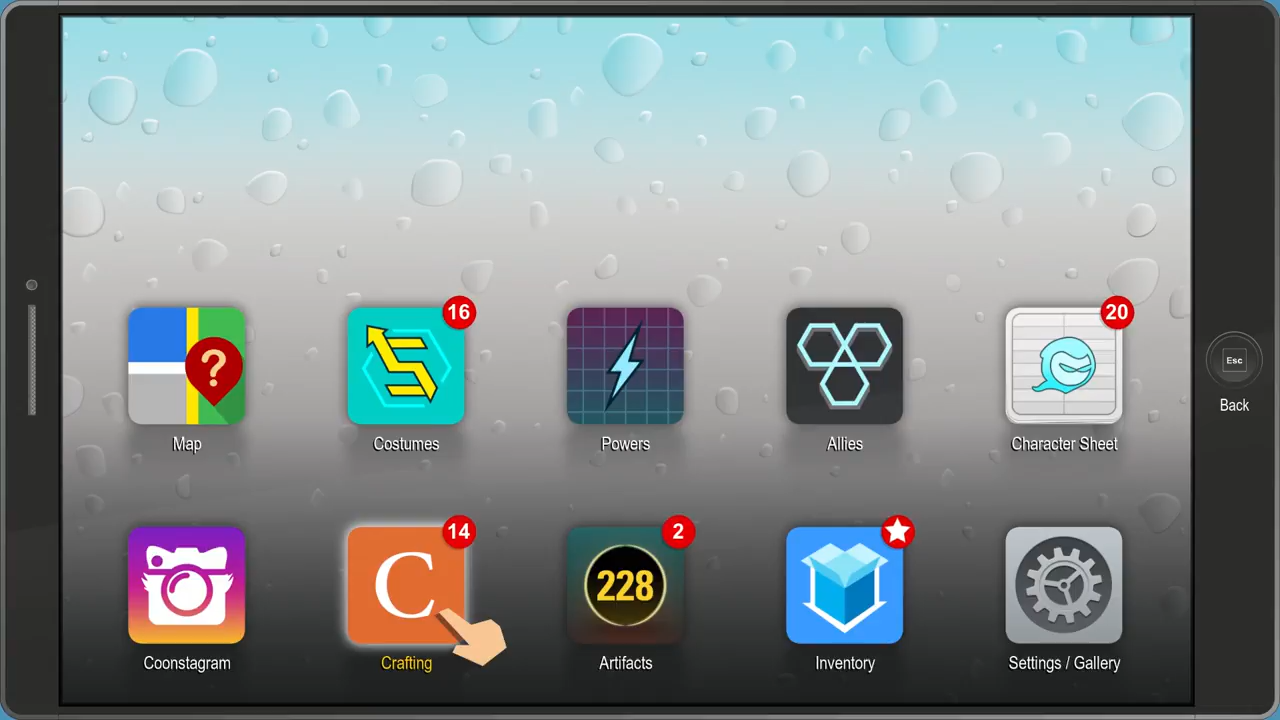 16
20
?
Map
Costumes
Powers
Allies
Character Sheet
Esc
Back
14
2
C
228
Coonstagram
Crafting
Artifacts
Inventory
Settings / Gallery